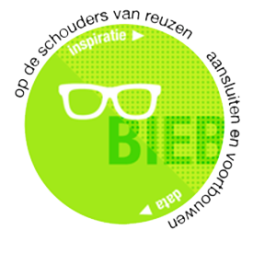 op de schouders van reuzen
aansluiten en voortbouwen
inspiratie
BIEB
data